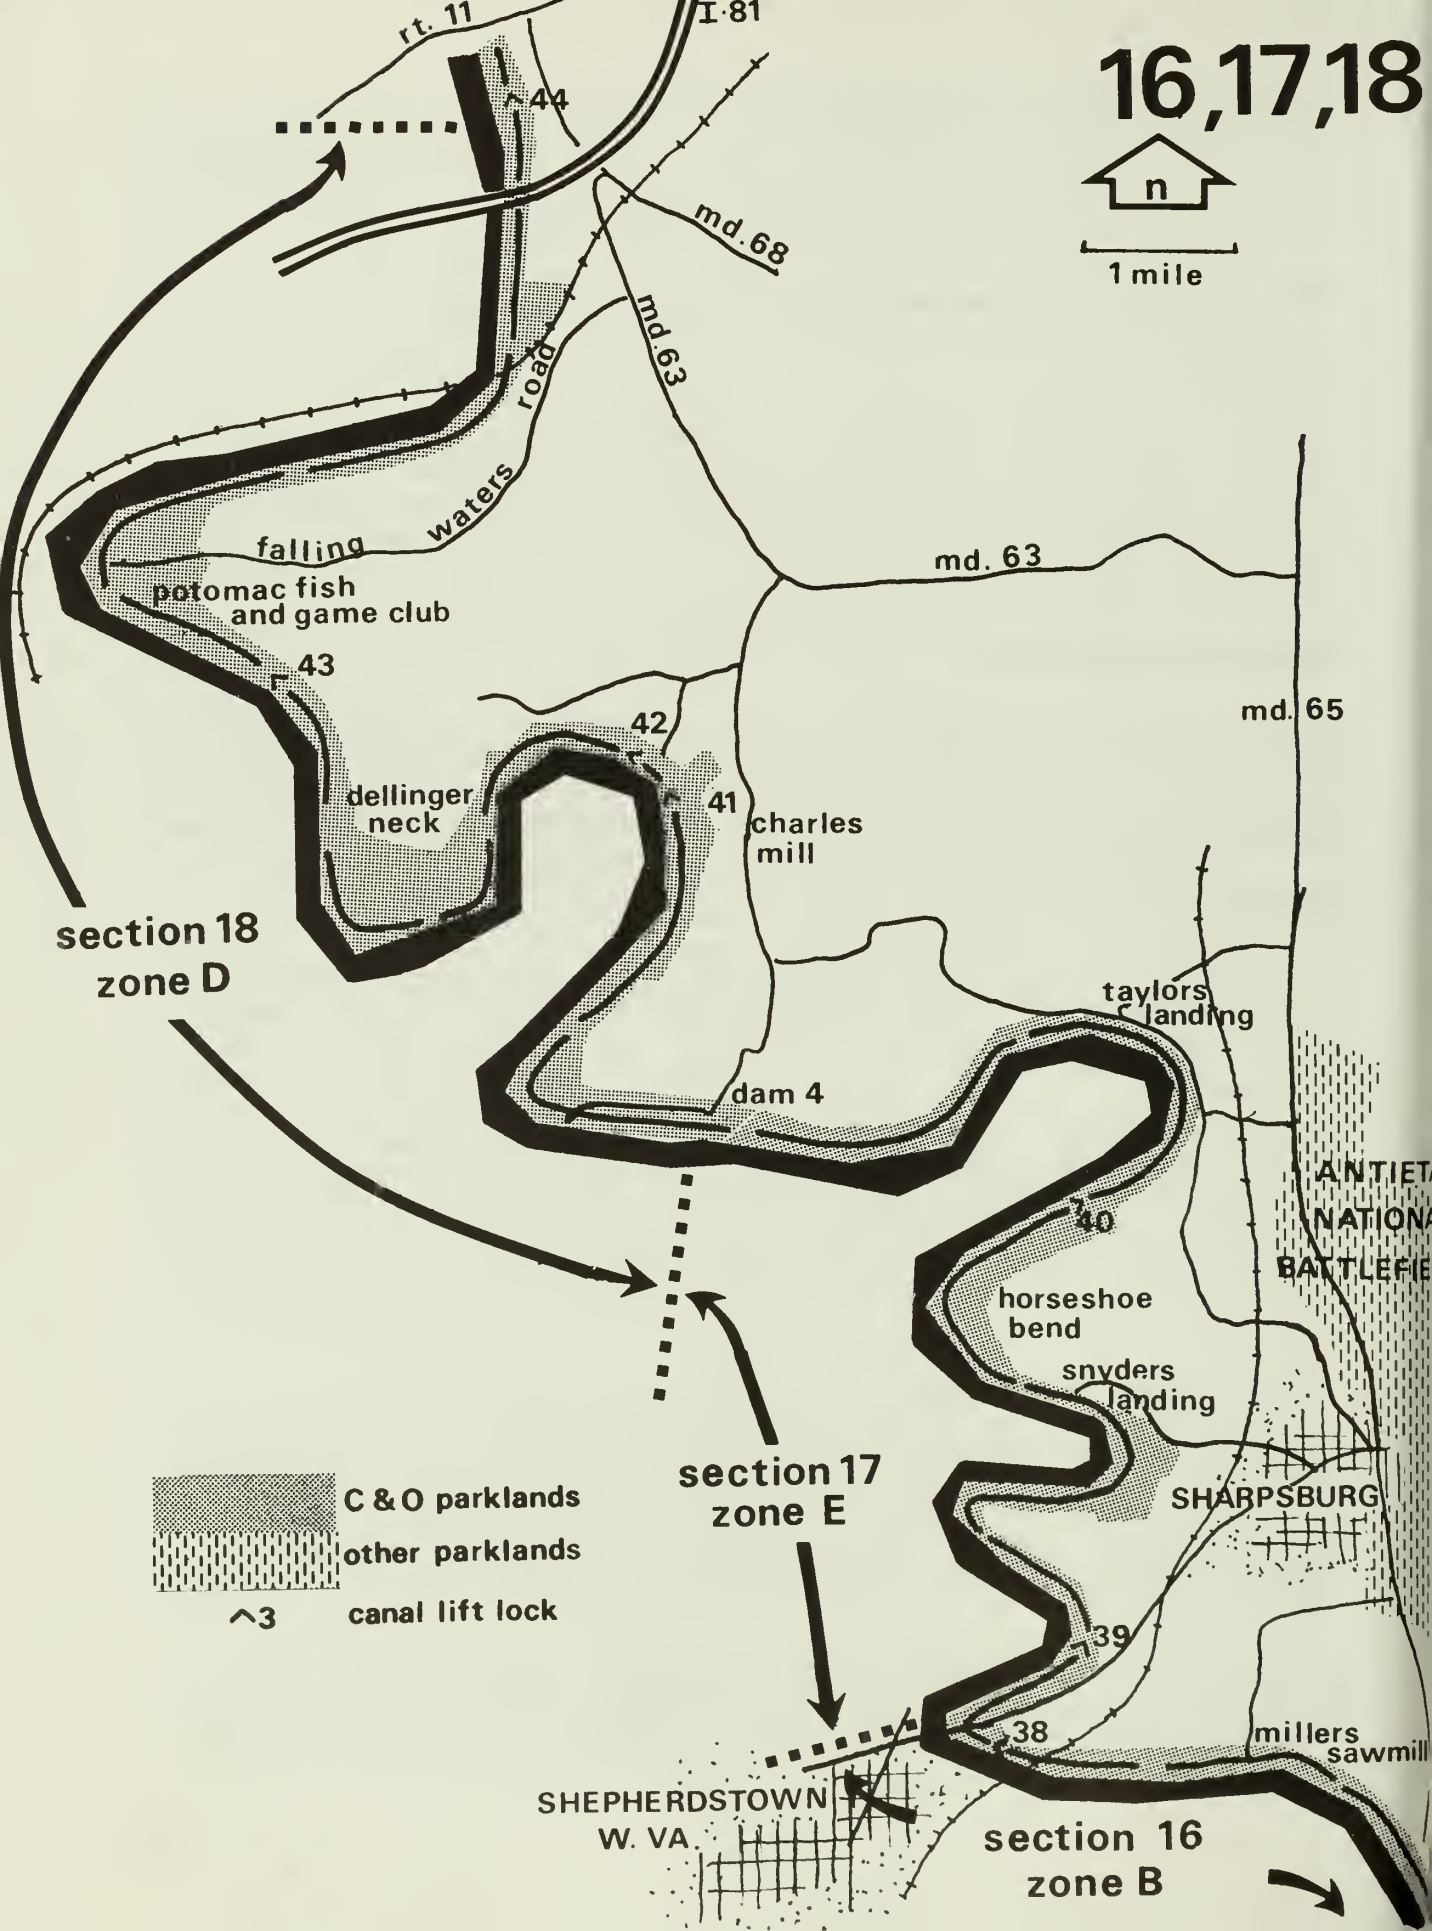 rt. 11
I-81
16,17,18
44
n
md. 68
1 mile
md. 63
road
waters
falling
md. 63
potomac fish
and game club
43
md. 65
42
dellinger
neck
41
charles
mill
section 18
zone D
taylors
landing
dam 4
ANTIETA
NATIONA
BATTLEFIE
40
horseshoe
bend
snyders
landing
section 17
zone E
C & O parklands
SHARPSBURG
other parklands
^3 canal lift lock
39
38
millers
sawmill
SHEPHERDSTOWN
W. VA.
section 16
zone B